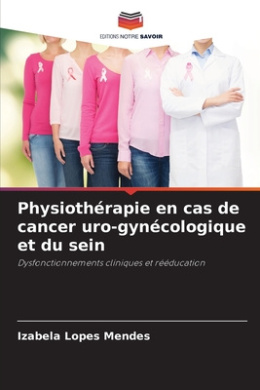 EDITIONS NOTRE SAVOIR
Physiothérapie en cas de
cancer uro-gynécologique
et du sein
Dysfonctionnements cliniques et rééducation
Izabela Lopes Mendes